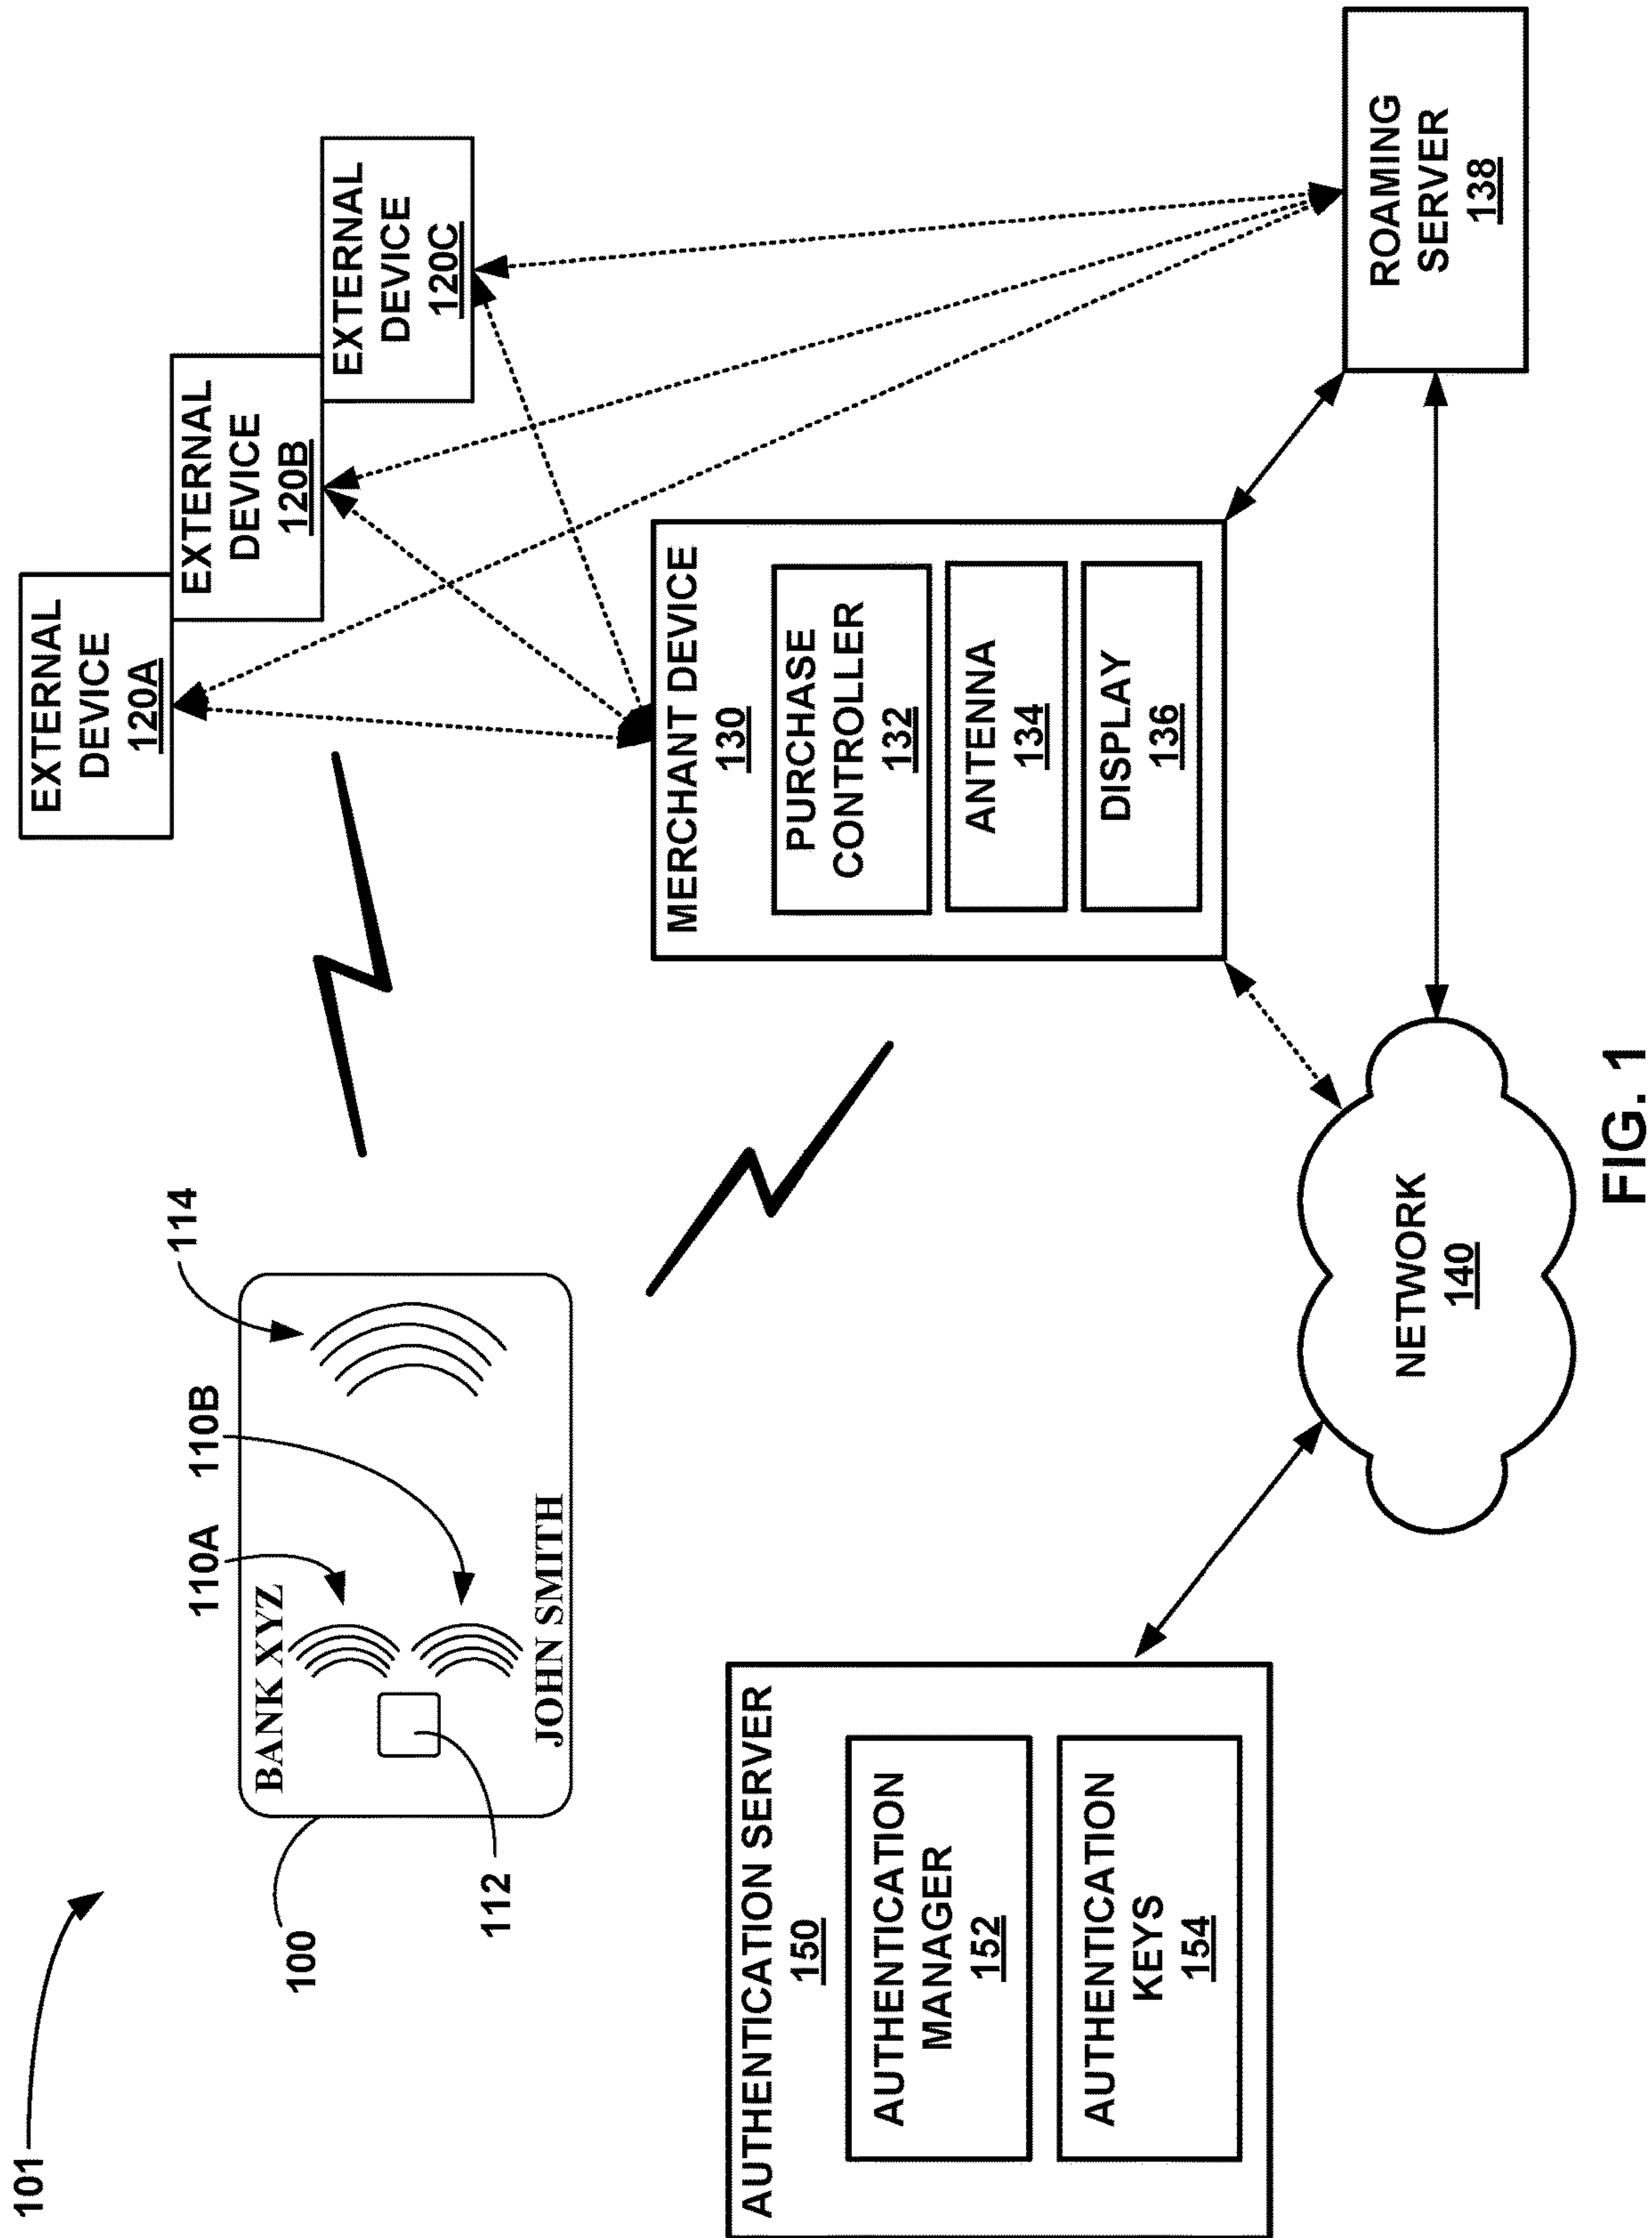 101
100
BANK XYZ
JOHN SMITH
110A
110B
114
112
EXTERNAL
DEVICE
120A
EXTERNAL
DEVICE
120B
EXTERNAL
DEVICE
120C
MERCHANT DEVICE
130
PURCHASE
CONTROLLER
132
ANTENNA
134
DISPLAY
136
AUTHENTICATION SERVER
150
AUTHENTICATION
MANAGER
152
AUTHENTICATION
KEYS
154
NETWORK
140
ROAMING
SERVER
138
FIG. 1